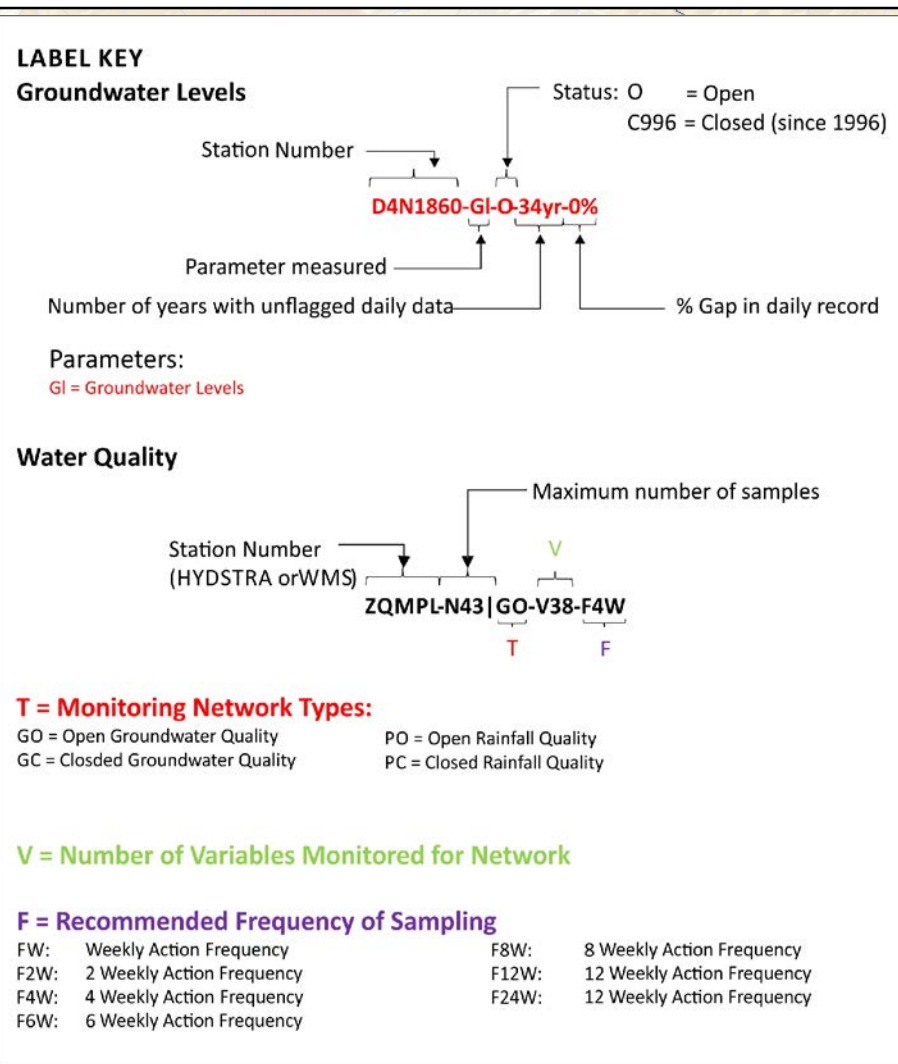 LABEL KEY
Groundwater Levels
Status: O = Open
C996 = Closed (since 1996)
Station Number
D4N1860-Gl-O-34yr-0%
Parameter measured
Number of years with unflagged daily data
% Gap in daily record
Parameters:
Gl = Groundwater Levels
Water Quality
Maximum number of samples
Station Number
(HYDSTRA orWMS)
V
ZQMPL-N43|GO-V38-F4W
T F
T = Monitoring Network Types:
GO = Open Groundwater Quality PO = Open Rainfall Quality
GC = Closded Groundwater Quality PC = Closed Rainfall Quality
V = Number of Variables Monitored for Network
F = Recommended Frequency of Sampling
FW: Weekly Action Frequency F8W: 8 Weekly Action Frequency
F2W: 2 Weekly Action Frequency F12W: 12 Weekly Action Frequency
F4W: 4 Weekly Action Frequency F24W: 12 Weekly Action Frequency
F6W: 6 Weekly Action Frequency